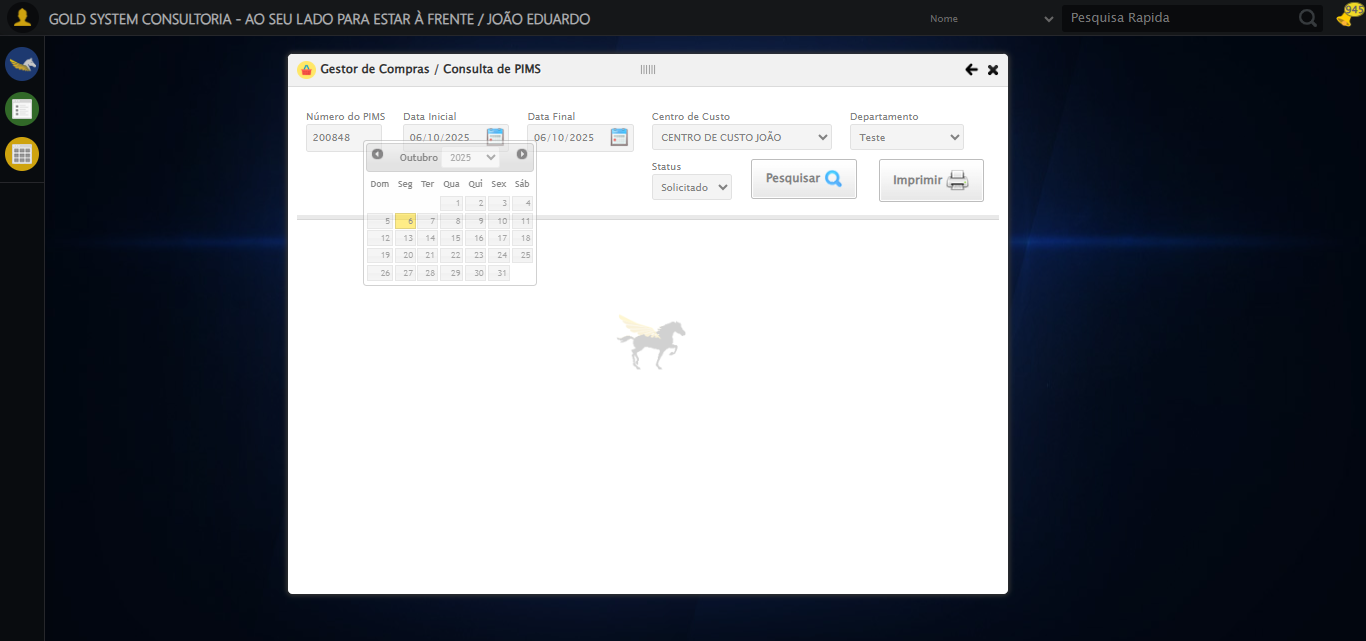 GOLD SYSTEM CONSULTORIA - AO SEU LADO PARA ESTAR À FRENTE / JOÃO EDUARDO
Nome
Pesquisa Rapida
945
Gestor de Compras / Consulta de PIMS
Número do PIMS Data Inicial Data Final Centro de Custo Departamento
200848 06/10/2025 06/10/2025 CENTRO DE CUSTO JOÃO Teste
Status
Solicitado Pesquisar Imprimir
Outubro 2025
Dom Seg Ter Qua Qui Sex Sáb
1 2 3 4
5 6 7 8 9 10 11
12 13 14 15 16 17 18
19 20 21 22 23 24 25
26 27 28 29 30 31